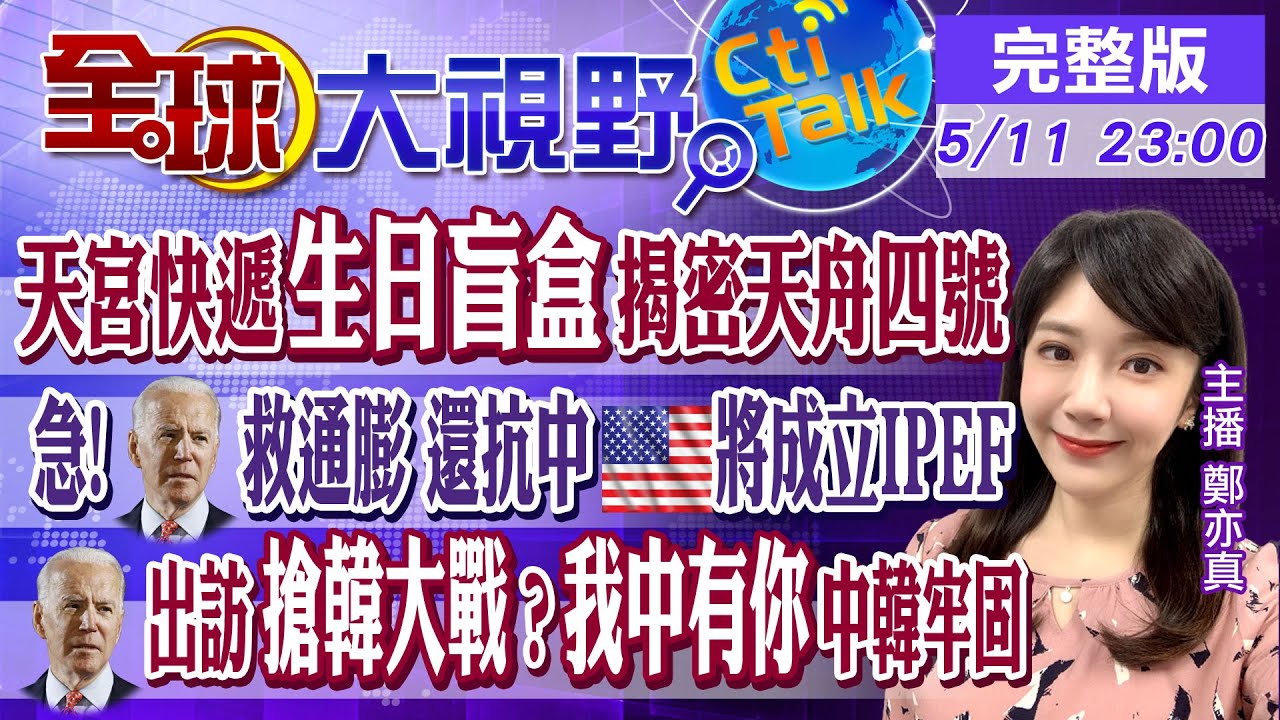 全球大視野
Cti Talk
完整版
5/11 23:00
天宮快遞 生日盲盒 揭密天舟四號
急! 救通膨 還抗中 將成立IPEF
出訪 搶韓大戰？我中有你 中韓牢固
主播 鄭亦真